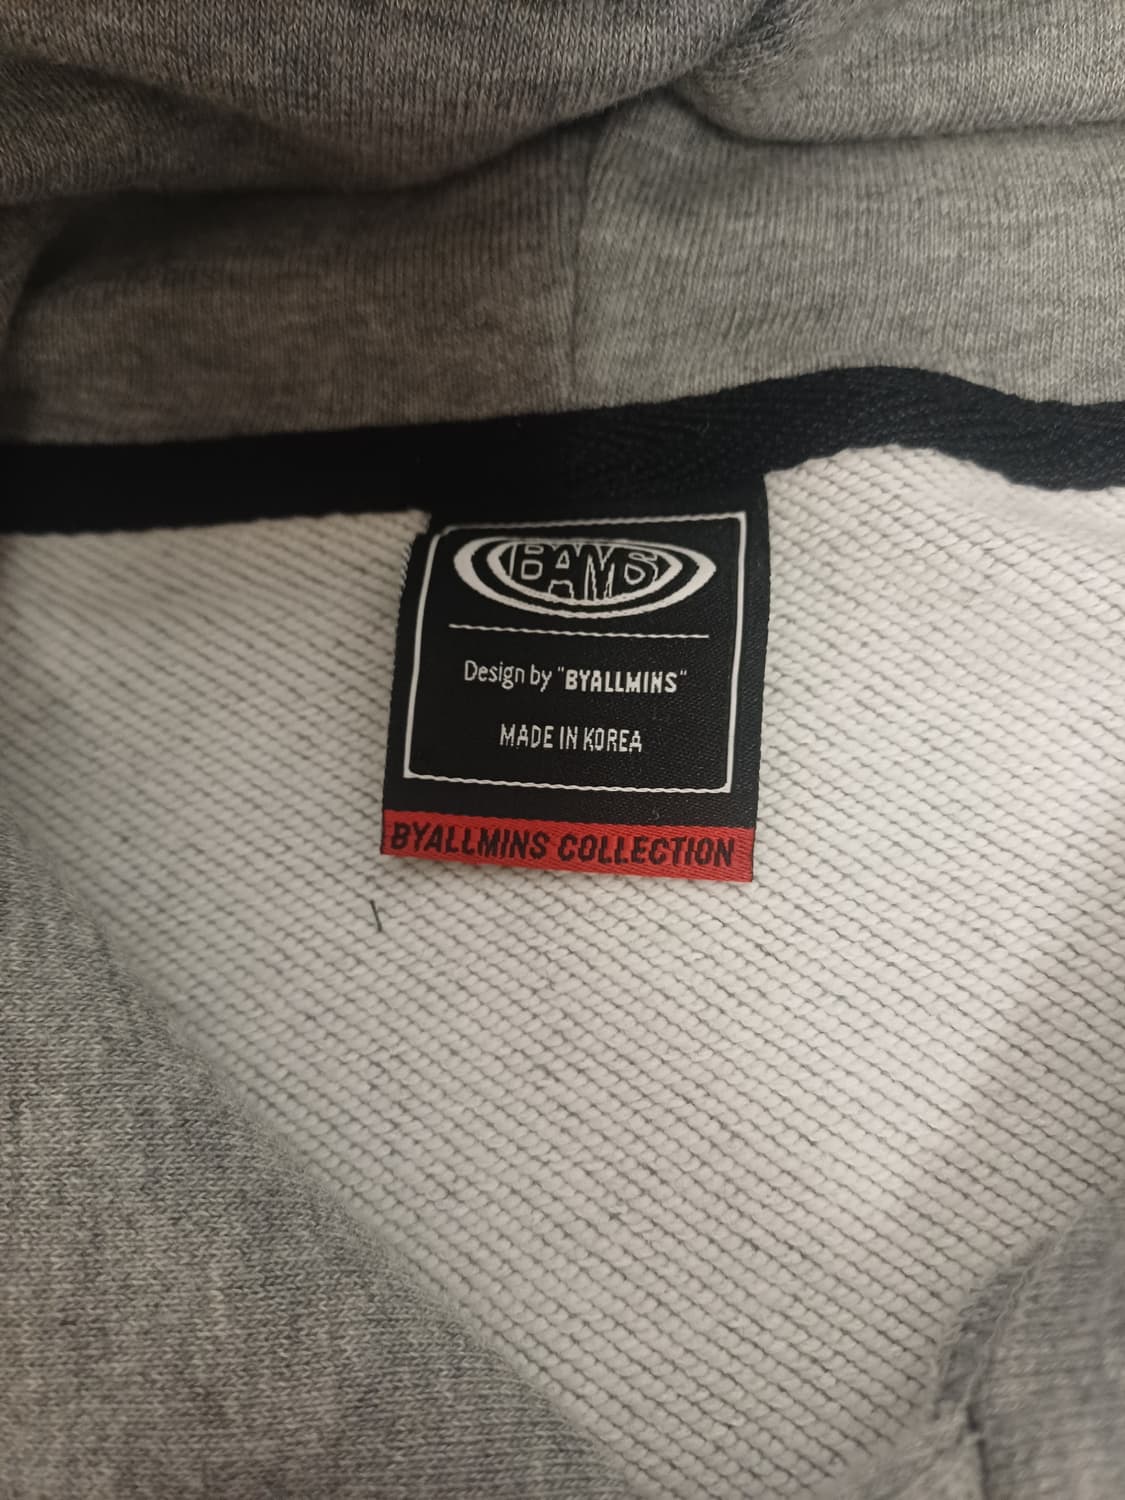 BAMS
Design by "BYALLMINS"
MADE IN KOREA
BYALLMINS COLLECTION